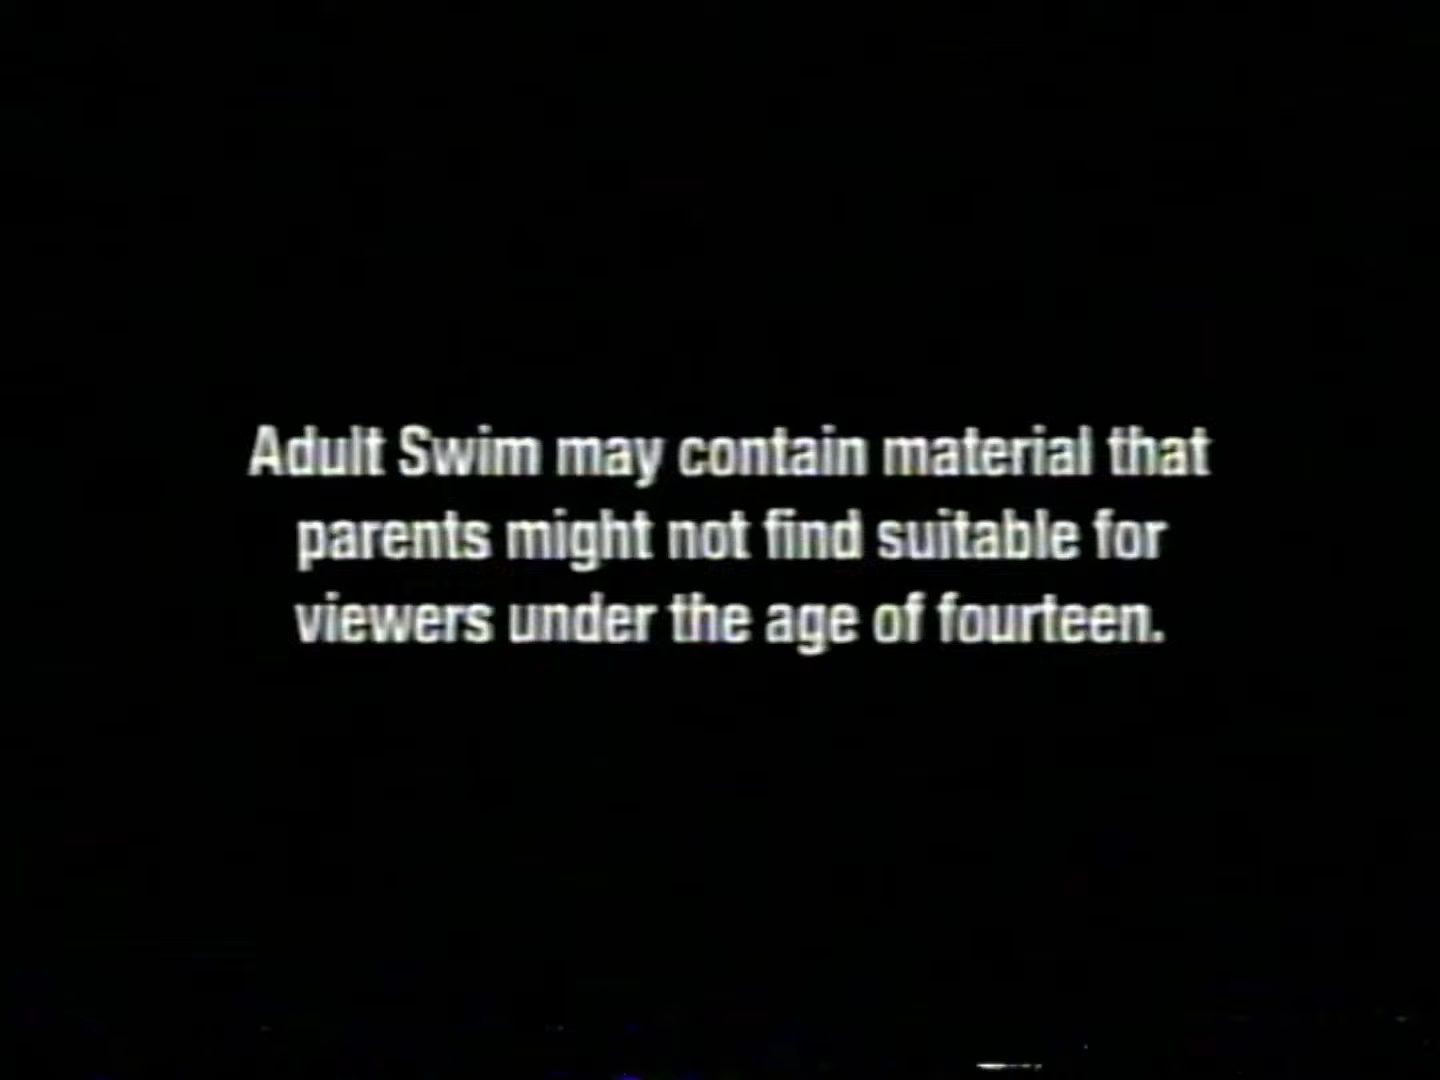 Adult Swim may contain material that
parents might not find suitable for
viewers under the age of fourteen.